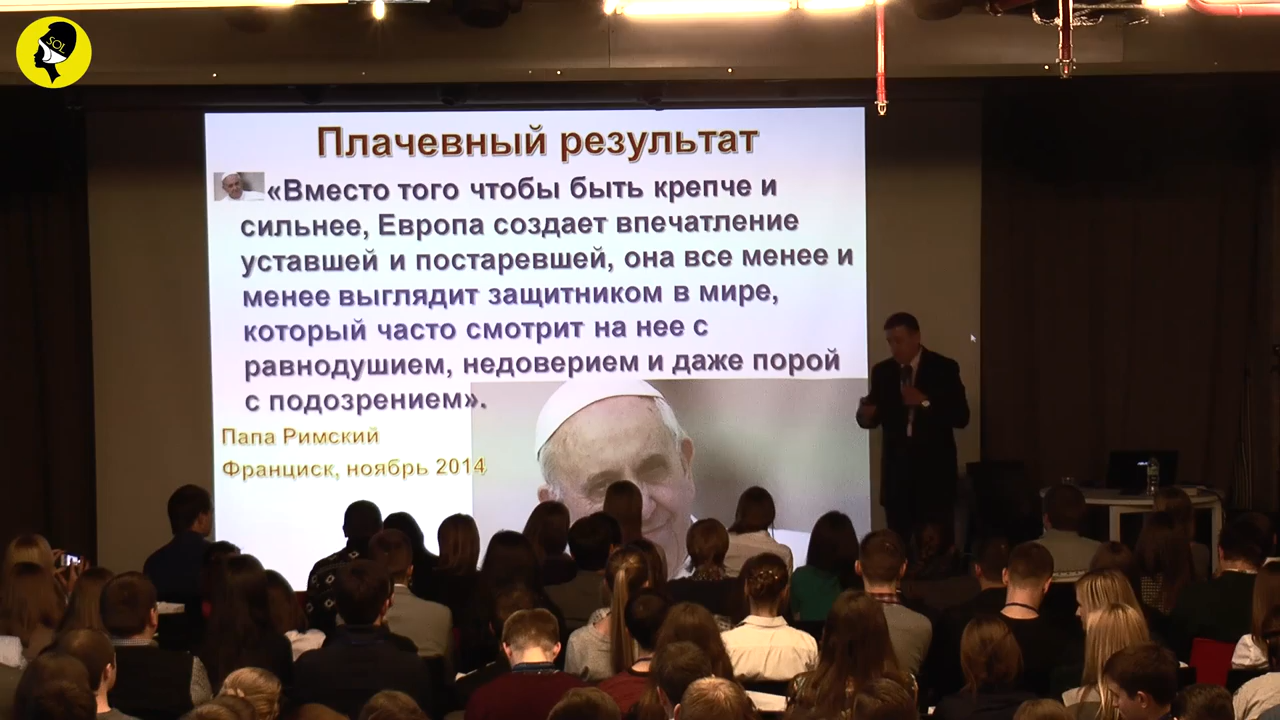 SOL
Плачевный результат
«Вместо того чтобы быть крепче и
сильнее, Европа создает впечатление
уставшей и постаревшей, она все менее и
менее выглядит защитником в мире,
который часто смотрит на нее с
равнодушием, недоверием и даже порой
с подозрением».
Папа Римский
Франциск, ноябрь 2014